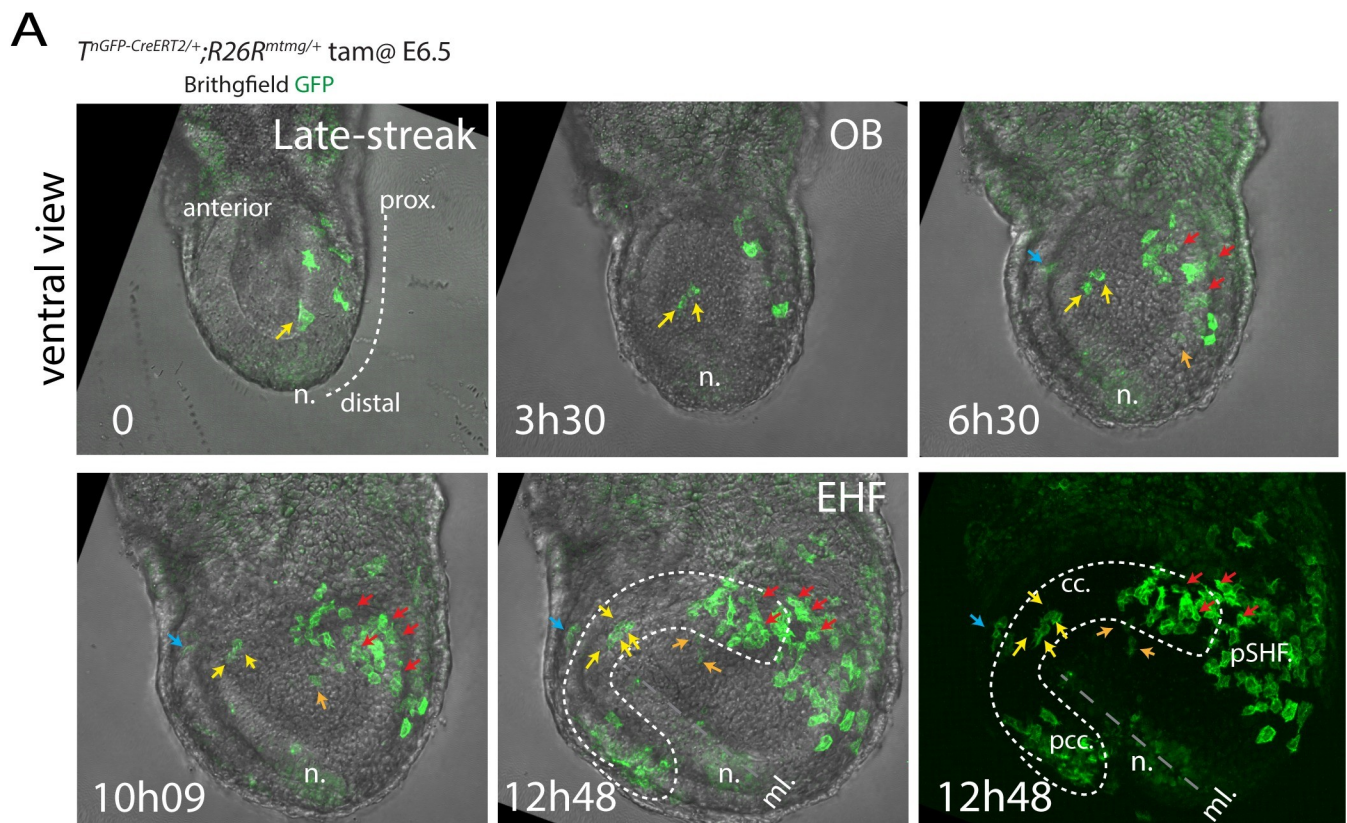 A
TnGFP-CreERT2/+;R26Rmtmg/+ tam@ E6.5
Brithgfield GFP
ventral view
Late-streak
anterior
prox.
n.
distal
0
OB
n.
3h30
n.
6h30
n.
10h09
EHF
n.
ml.
12h48
cc.
pSHF.
pcc.
n.
ml.
12h48